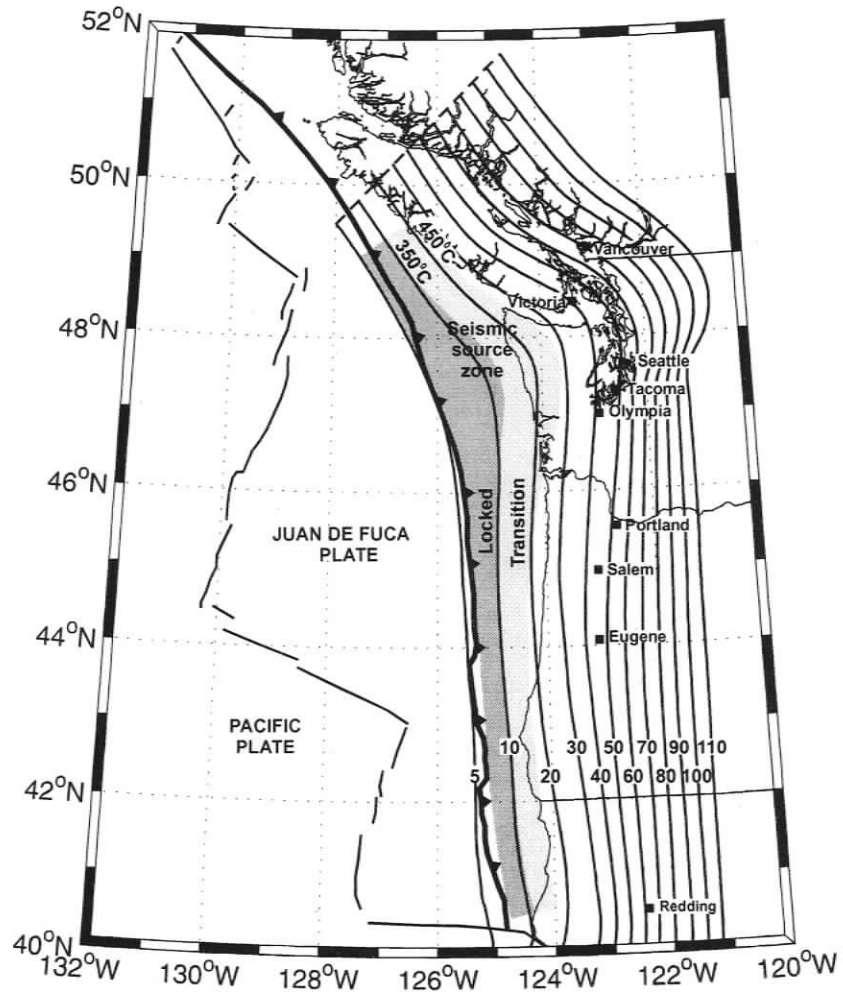 52°N
50°N
48°N
46°N
44°N
42°N
40°N
132°W
130°W
128°W
126°W
124°W
122°W
120°W
450°C
350°C
Vancouver
Victoria
Seismic
source
zone
Seattle
Tacoma
Olympia
Locked
Transition
Portland
JUAN DE FUCA
PLATE
Salem
Eugene
PACIFIC
PLATE
10 30 50 70 90 110
5 20 40 60 80 100
Redding